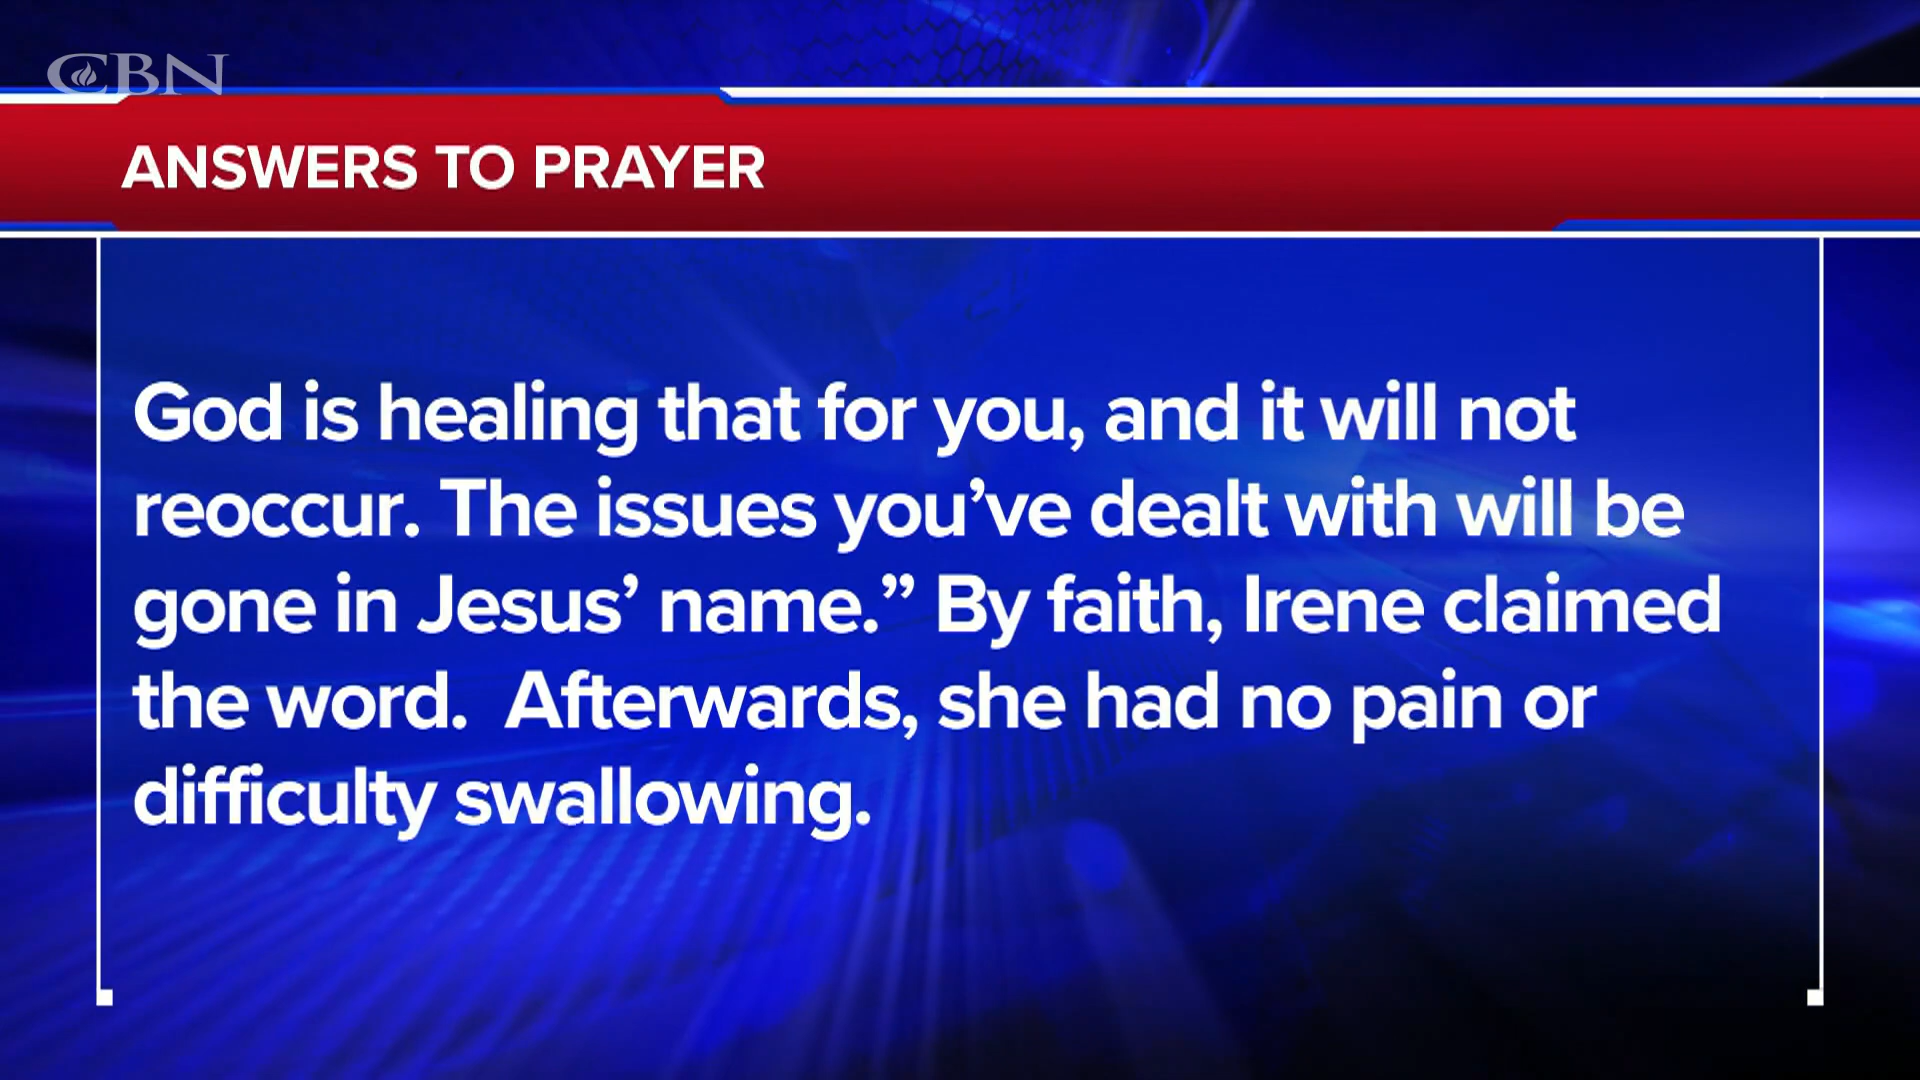 CBN
ANSWERS TO PRAYER
God is healing that for you, and it will not
reoccur. The issues you’ve dealt with will be
gone in Jesus’ name.” By faith, Irene claimed
the word.  Afterwards, she had no pain or
difficulty swallowing.